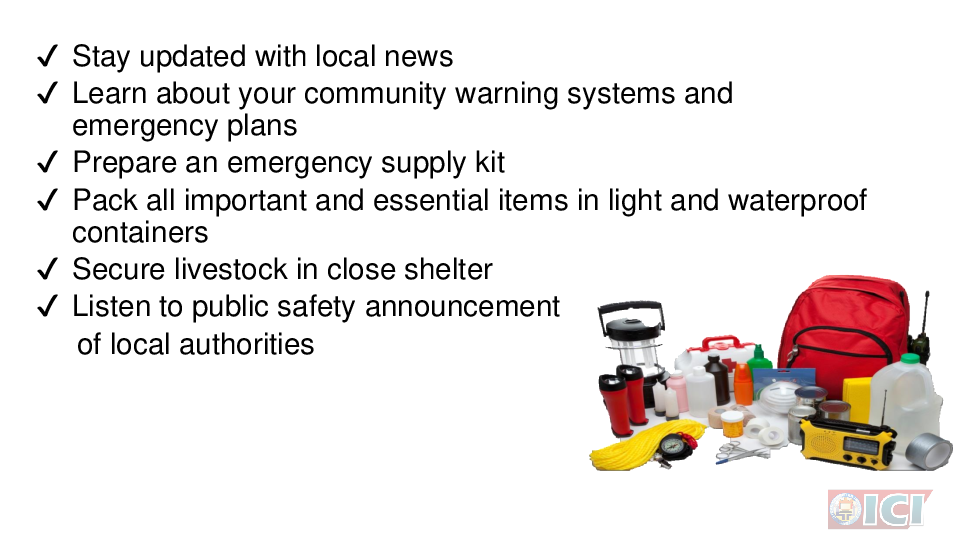 ✓ Stay updated with local news
✓ Learn about your community warning systems and
emergency plans
✓ Prepare an emergency supply kit
✓ Pack all important and essential items in light and waterproof
containers
✓ Secure livestock in close shelter
✓ Listen to public safety announcement
of local authorities
ICI